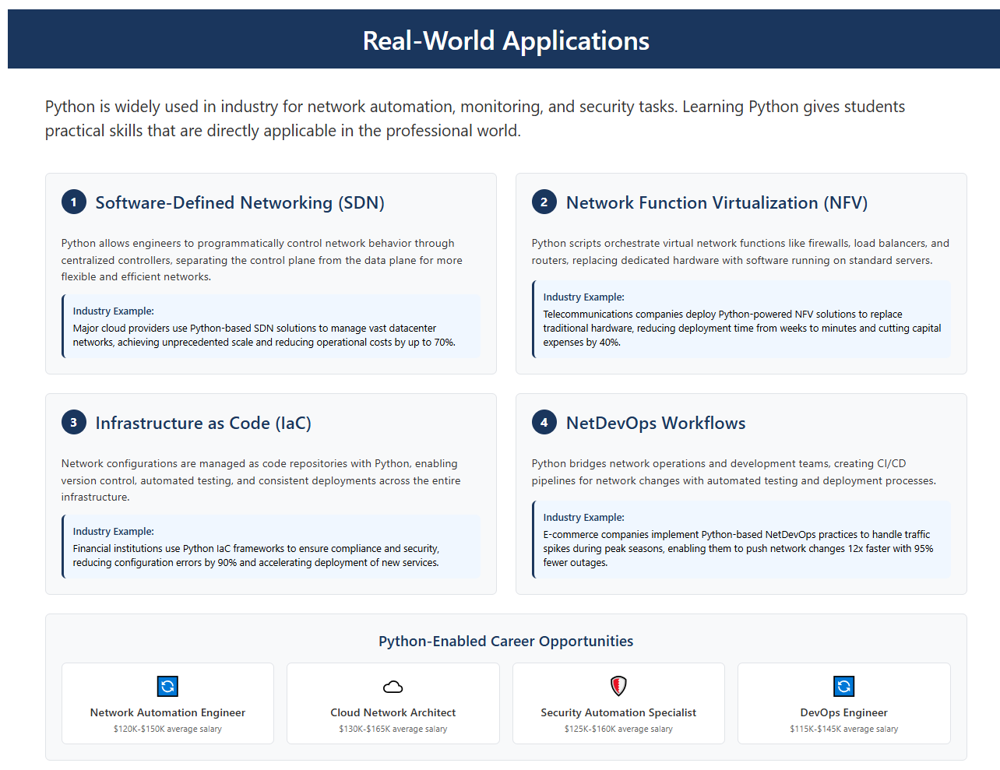 Real-World Applications
Python is widely used in industry for network automation, monitoring, and security tasks. Learning Python gives students
practical skills that are directly applicable in the professional world.
1 Software-Defined Networking (SDN)
Python allows engineers to programmatically control network behavior through
centralized controllers, separating the control plane from the data plane for more
flexible and efficient networks.
Industry Example:
Major cloud providers use Python-based SDN solutions to manage vast datacenter
networks, achieving unprecedented scale and reducing operational costs by up to 70%.
2 Network Function Virtualization (NFV)
Python scripts orchestrate virtual network functions like firewalls, load balancers, and
routers, replacing dedicated hardware with software running on standard servers.
Industry Example:
Telecommunications companies deploy Python-powered NFV solutions to replace
traditional hardware, reducing deployment time from weeks to minutes and cutting capital
expenses by 40%.
3 Infrastructure as Code (IaC)
Network configurations are managed as code repositories with Python, enabling
version control, automated testing, and consistent deployments across the entire
infrastructure.
Industry Example:
Financial institutions use Python IaC frameworks to ensure compliance and security,
reducing configuration errors by 90% and accelerating deployment of new services.
4 NetDevOps Workflows
Python bridges network operations and development teams, creating CI/CD
pipelines for network changes with automated testing and deployment processes.
Industry Example:
E-commerce companies implement Python-based NetDevOps practices to handle traffic
spikes during peak seasons, enabling them to push network changes 12x faster with 95%
fewer outages.
Python-Enabled Career Opportunities
Network Automation Engineer
$120K-$150K average salary
Cloud Network Architect
$130K-$165K average salary
Security Automation Specialist
$125K-$160K average salary
DevOps Engineer
$115K-$145K average salary